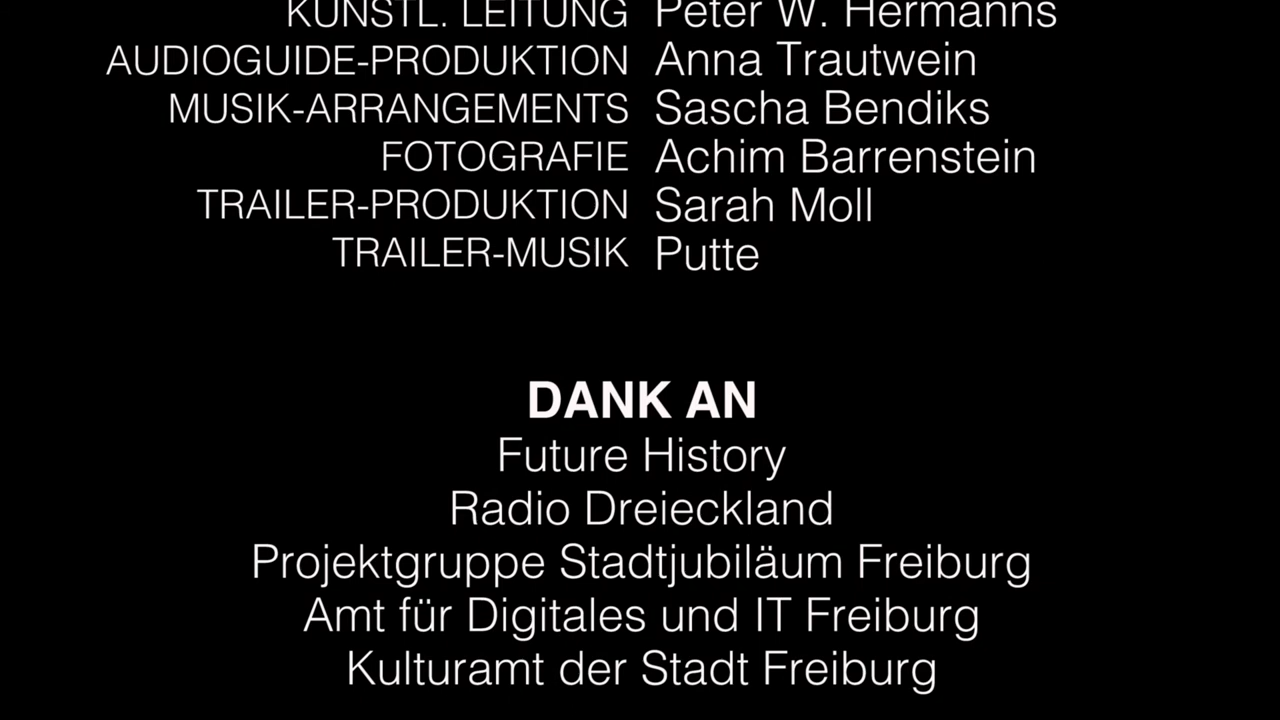 KÜNSTL. LEITUNG Peter W. Hermanns
AUDIOGUIDE-PRODUKTION Anna Trautwein
MUSIK-ARRANGEMENTS Sascha Bendiks
FOTOGRAFIE Achim Barrenstein
TRAILER-PRODUKTION Sarah Moll
TRAILER-MUSIK Putte
DANK AN
Future History
Radio Dreieckland
Projektgruppe Stadtjubiläum Freiburg
Amt für Digitales und IT Freiburg
Kulturamt der Stadt Freiburg